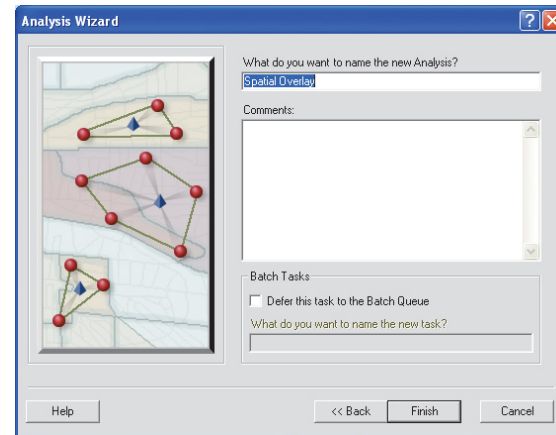 Analysis Wizard
What do you want to name the new Analysis?
Spatial Overlay
Comments:
Batch Tasks
Defer this task to the Batch Queue
What do you want to name the new task?
Help
<< Back
Finish
Cancel